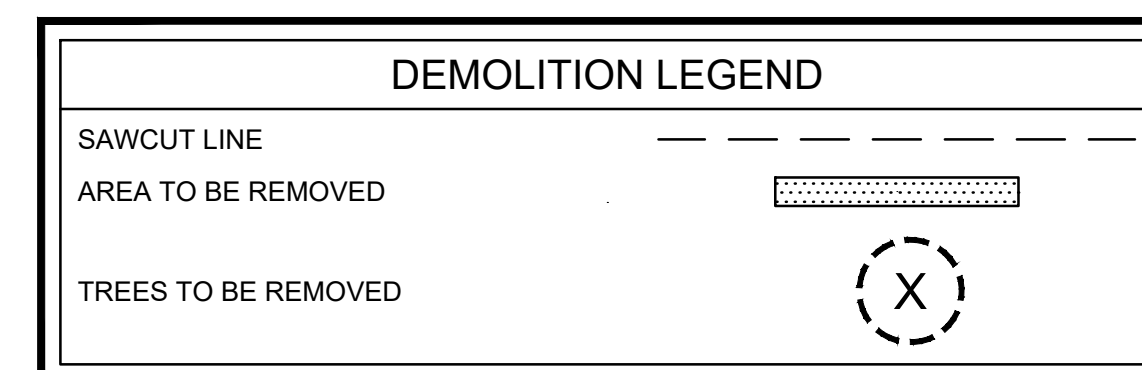 DEMOLITION LEGEND
SAWCUT LINE
AREA TO BE REMOVED
TREES TO BE REMOVED
X